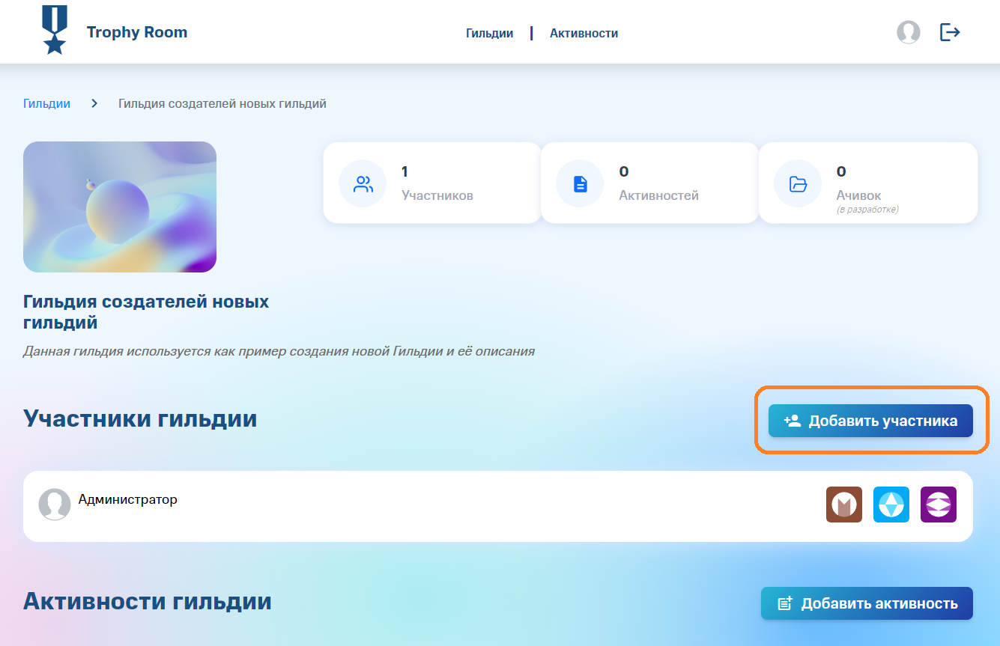 Trophy Room
Гильдии | Активности
Гильдии > Гильдия создателей новых гильдий
1
Участников
0
Активностей
0
Ачивок
(в разработке)
Гильдия создателей новых
гильдий
Данная гильдия используется как пример создания новой Гильдии и её описания
Участники гильдии
Добавить участника
Администратор
Активности гильдии
Добавить активность